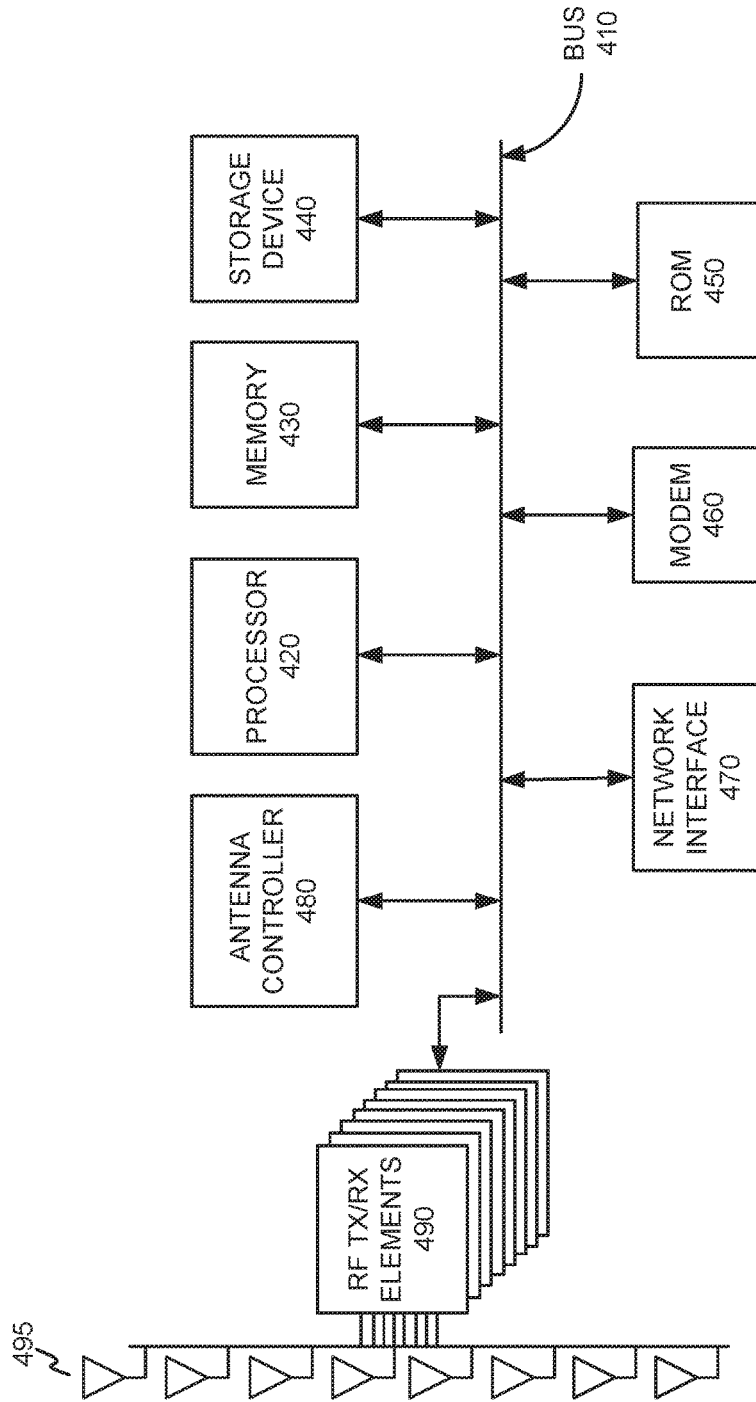 495
RF TX/RX
ELEMENTS
490
ANTENNA
CONTROLLER
480
PROCESSOR
420
MEMORY
430
STORAGE
DEVICE
440
BUS
410
NETWORK
INTERFACE
470
MODEM
460
ROM
450